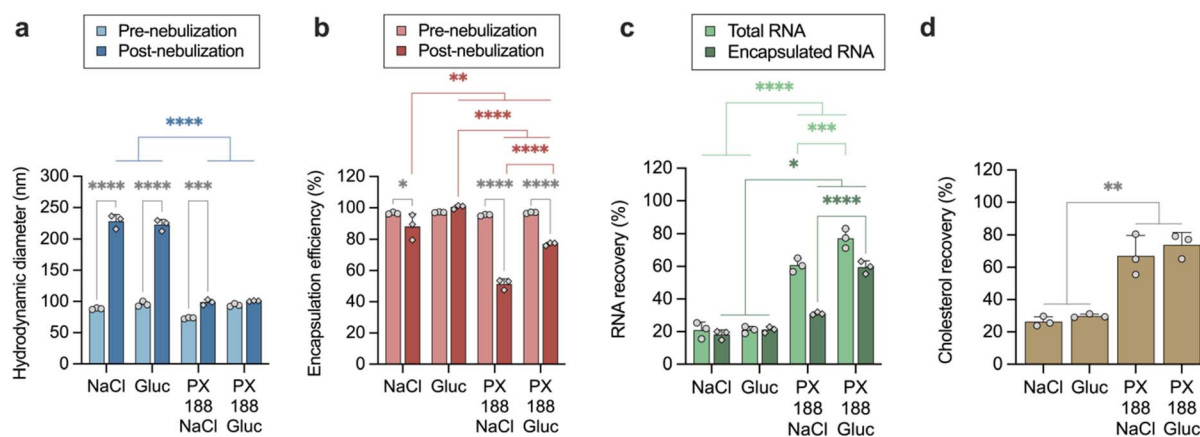 a
Pre-nebulization
Post-nebulization
****
**** **** ***
Hydrodynamic diameter (nm)
300
250
200
150
100
50
0
NaCl Gluc PX 188 NaCl PX 188 Gluc
b
Pre-nebulization
Post-nebulization
**
****
****
* **** ****
Encapsulation efficiency (%)
120
100
80
60
40
20
0
NaCl Gluc PX 188 NaCl PX 188 Gluc
c
Total RNA
Encapsulated RNA
****
***
*
****
RNA recovery (%)
120
100
80
60
40
20
0
NaCl Gluc PX 188 NaCl PX 188 Gluc
d
**
Cholesterol recovery (%)
120
100
80
60
40
20
0
NaCl Gluc PX 188 NaCl PX 188 Gluc